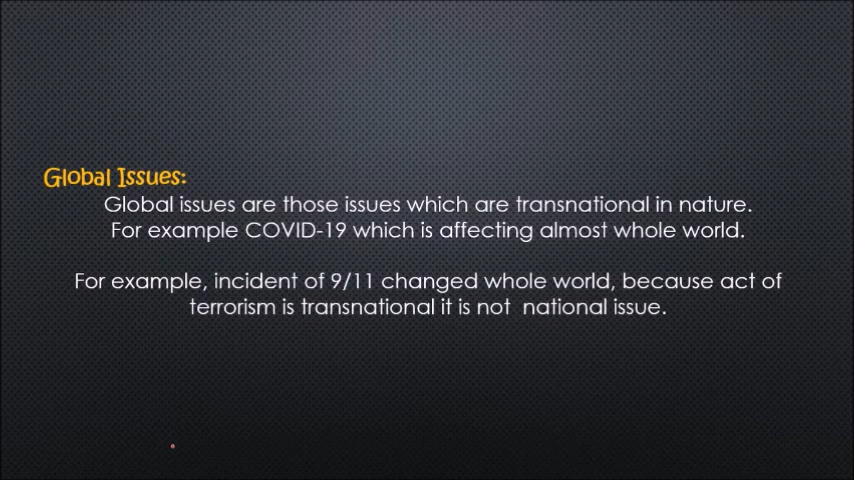 Global Issues:
Global issues are those issues which are transnational in nature.
For example COVID-19 which is affecting almost whole world.
For example, incident of 9/11 changed whole world, because act of
terrorism is transnational it is not  national issue.